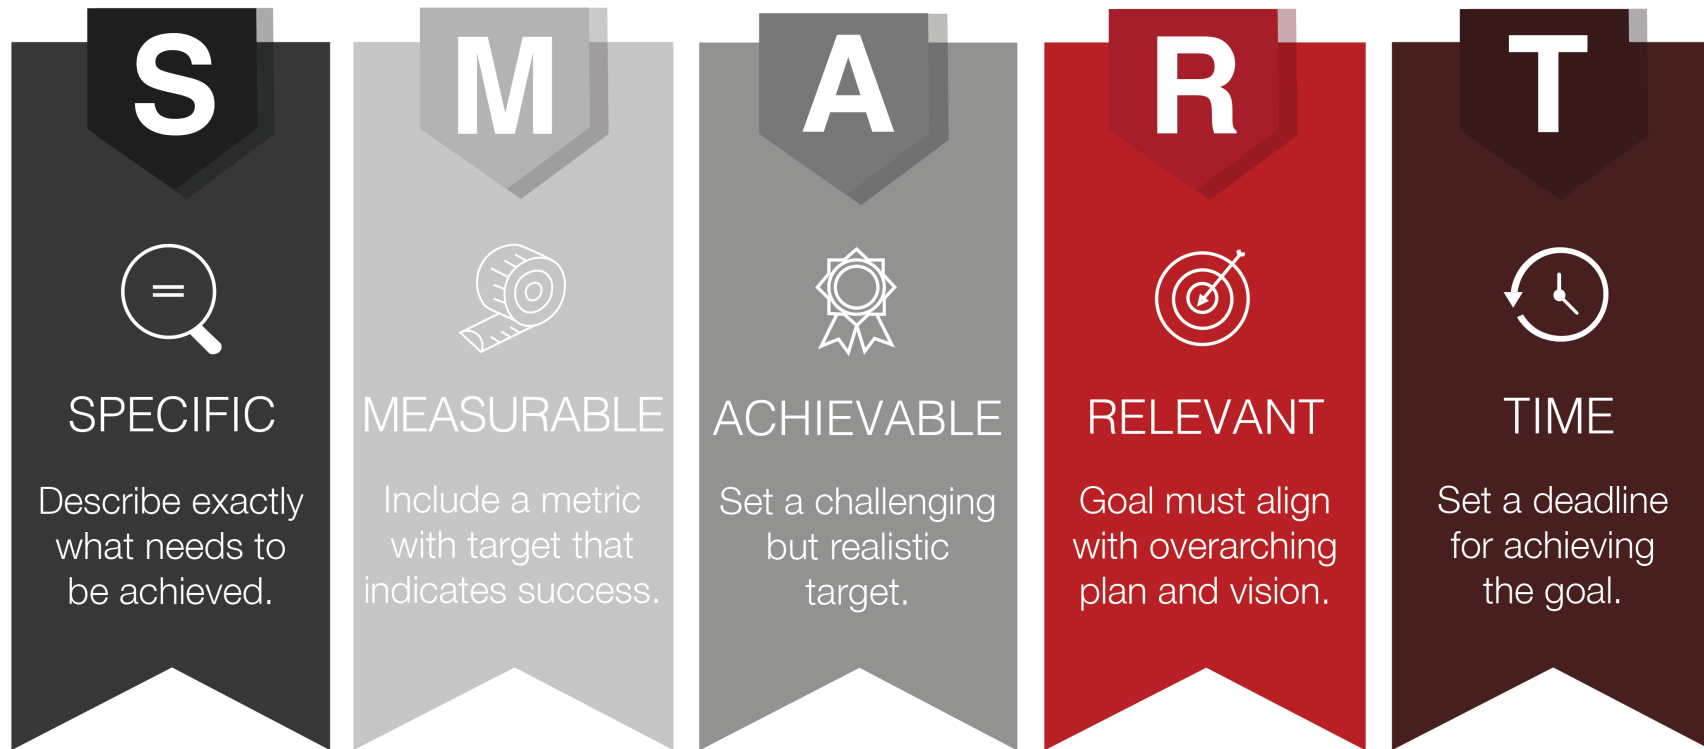 S
SPECIFIC
Describe exactly
what needs to
be achieved.
M
MEASURABLE
Include a metric
with target that
indicates success.
A
ACHIEVABLE
Set a challenging
but realistic
target.
R
RELEVANT
Goal must align
with overarching
plan and vision.
T
TIME
Set a deadline
for achieving
the goal.